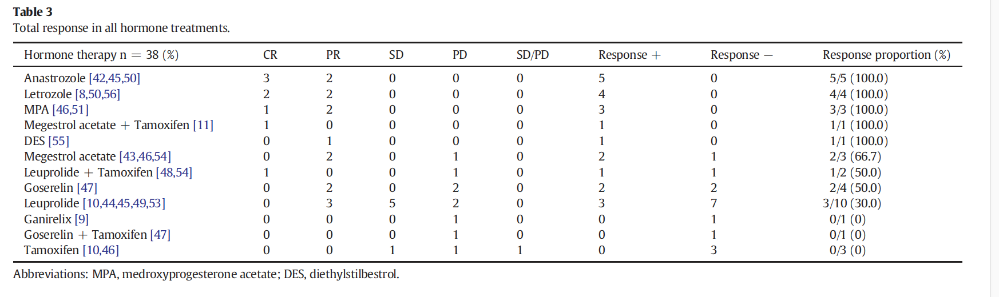 Table 3
Total response in all hormone treatments.
Hormone therapy n = 38 (%) CR PR SD PD SD/PD Response + Response − Response proportion (%)
Anastrozole [42,45,50] 3 2 0 0 0 5 0 5/5 (100.0)
Letrozole [8,50,56] 2 2 0 0 0 4 0 4/4 (100.0)
MPA [46,51] 1 2 0 0 0 3 0 3/3 (100.0)
Megestrol acetate + Tamoxifen [11] 1 0 0 0 0 1 0 1/1 (100.0)
DES [55] 0 1 0 0 0 1 0 1/1 (100.0)
Megestrol acetate [43,46,54] 0 2 0 1 0 2 1 2/3 (66.7)
Leuprolide + Tamoxifen [48,54] 1 0 0 1 0 1 1 1/2 (50.0)
Goserelin [47] 0 2 0 2 0 2 2 2/4 (50.0)
Leuprolide [10,44,45,49,53] 0 3 5 2 0 3 7 3/10 (30.0)
Ganirelix [9] 0 0 0 1 0 0 1 0/1 (0)
Goserelin + Tamoxifen [47] 0 0 0 1 0 0 1 0/1 (0)
Tamoxifen [10,46] 0 0 1 1 1 0 3 0/3 (0)
Abbreviations: MPA, medroxyprogesterone acetate; DES, diethylstilbestrol.